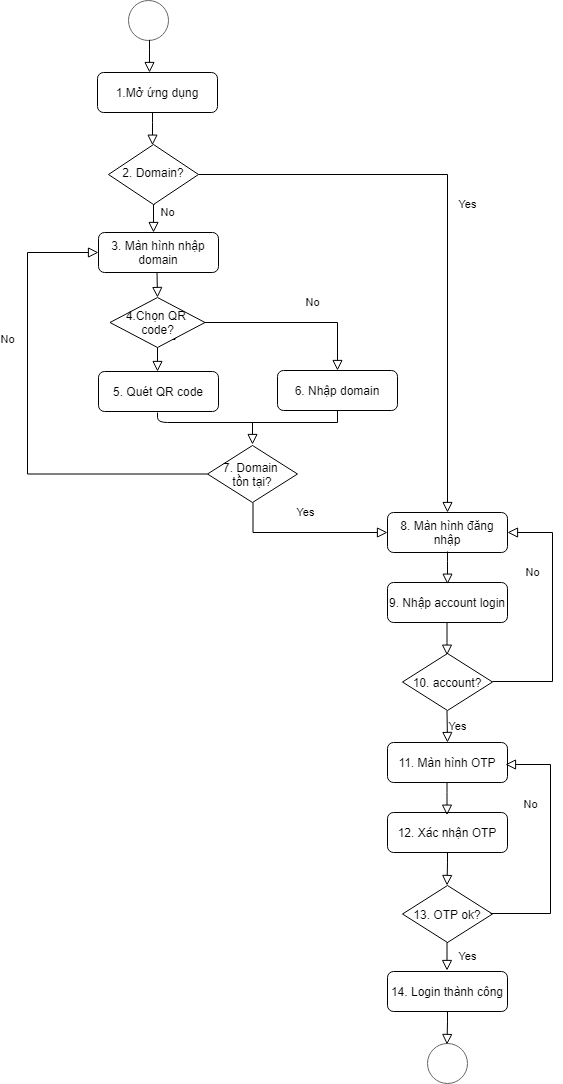 1.Mở ứng dụng
2. Domain?
Yes
No
3. Màn hình nhập
domain
No
4.Chọn QR
code?
No
5. Quét QR code
6. Nhập domain
7. Domain
tồn tại?
Yes
8. Màn hình đăng
nhập
No
9. Nhập account login
10. account?
Yes
11. Màn hình OTP
No
12. Xác nhận OTP
13. OTP ok?
Yes
14. Login thành công